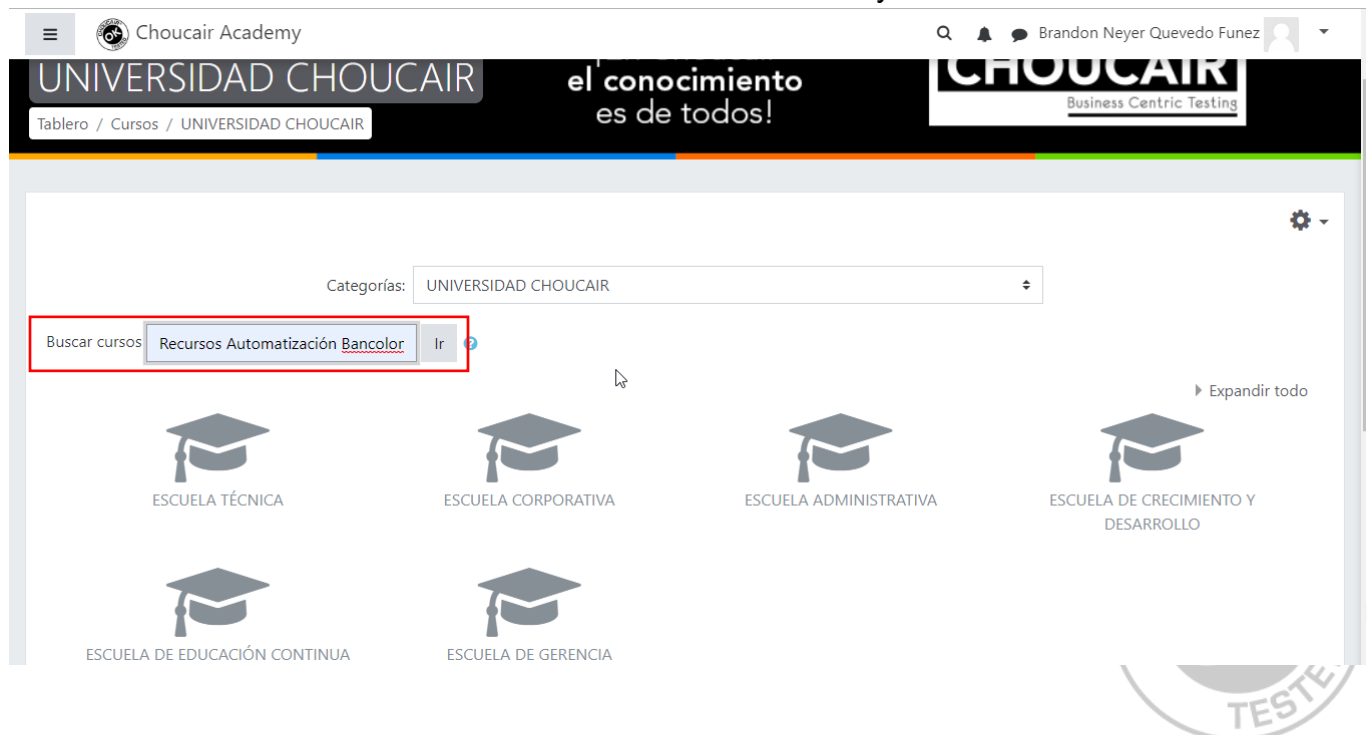 Choucair Academy
Brandon Neyer Quevedo Funez
UNIVERSIDAD CHOUCAIR
el conocimiento
es de todos!
CHOUCAIR
Business Centric Testing
Tablero / Cursos / UNIVERSIDAD CHOUCAIR
Categorías: UNIVERSIDAD CHOUCAIR
Buscar cursos Recursos Automatización Bancolor Ir
Expandir todo
ESCUELA TÉCNICA
ESCUELA CORPORATIVA
ESCUELA ADMINISTRATIVA
ESCUELA DE CRECIMIENTO Y
DESARROLLO
ESCUELA DE EDUCACIÓN CONTINUA
ESCUELA DE GERENCIA